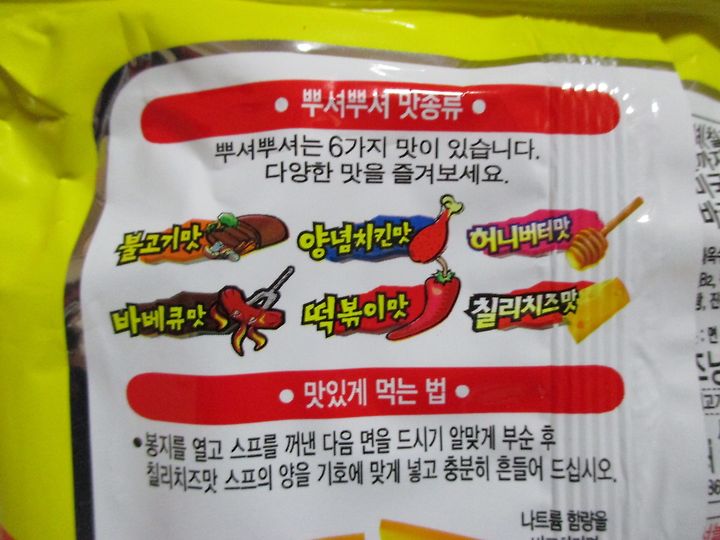 • 뿌셔뿌셔 맛종류 •
뿌셔뿌셔는 6가지 맛이 있습니다.
다양한 맛을 즐겨보세요.
불고기맛 양념치킨맛 허니버터맛
바베큐맛 떡볶이맛 칠리치즈맛
• 맛있게 먹는 법 •
• 봉지를 열고 스프를 꺼낸 다음 면을 드시기 알맞게 부순 후
칠리치즈맛 스프의 양을 기호에 맞게 넣고 충분히 흔들어 드십시오.
나트륨 함량을